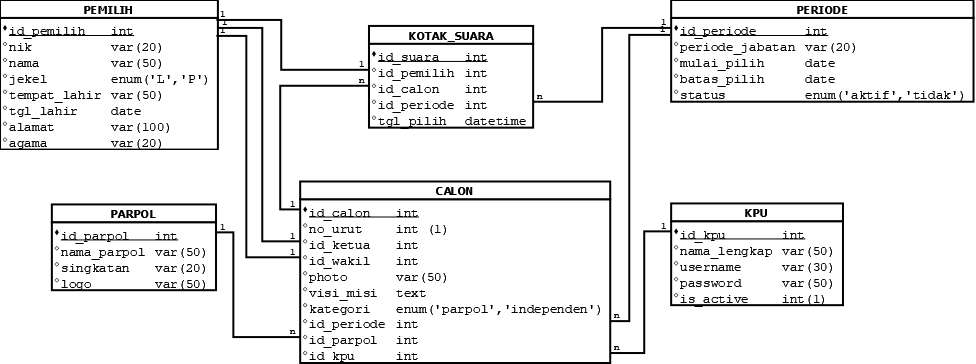 PEMILIH
id_pemilih int
nik var(20)
nama var(50)
jekel enum('L','P')
tempat_lahir var(50)
tgl_lahir date
alamat var(100)
agama var(20)
1
1
1
KOTAK_SUARA
id_suara int
id_pemilih int
id_calon int
id_periode int
tgl_pilih datetime
1
n
n
PERIODE
id_periode int
periode_jabatan var(20)
mulai_pilih date
batas_pilih date
status enum('aktif','tidak')
1
1
PARPOL
id_parpol int
nama_parpol var(50)
singkatan var(20)
logo var(50)
1
CALON
id_calon int
no_urut int (1)
id_ketua int
id_wakil int
photo var(50)
visi_misi text
kategori enum('parpol','independen')
id_periode int
id_parpol int
id_kpu int
1
1
1
n
n
n
KPU
id_kpu int
nama_lengkap var(50)
username var(30)
password var(50)
is_active int(1)
1